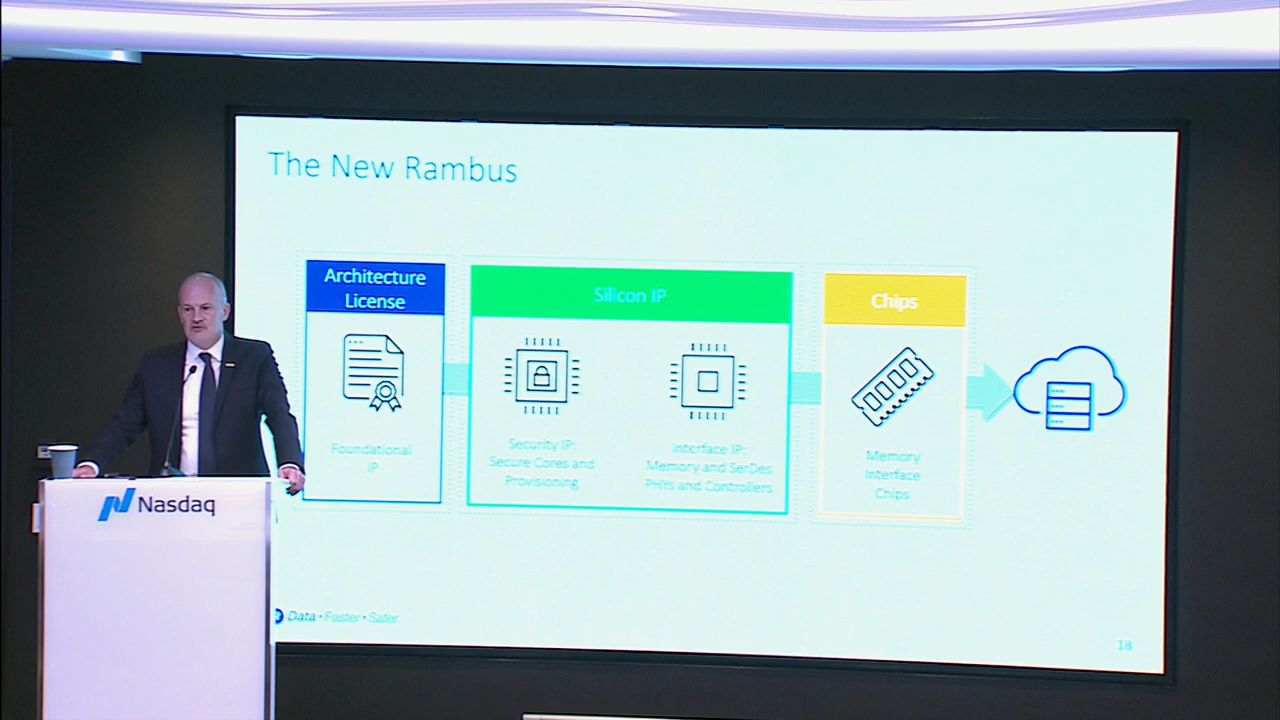 The New Rambus
Architecture
License
Foundational
IP
Silicon IP
Security IP:
Secure Cores and
Provisioning
Interface IP:
Memory and SerDes
PHYs and Controllers
Chips
Memory
Interface
Chips
Nasdaq
Data • Faster • Safer
18